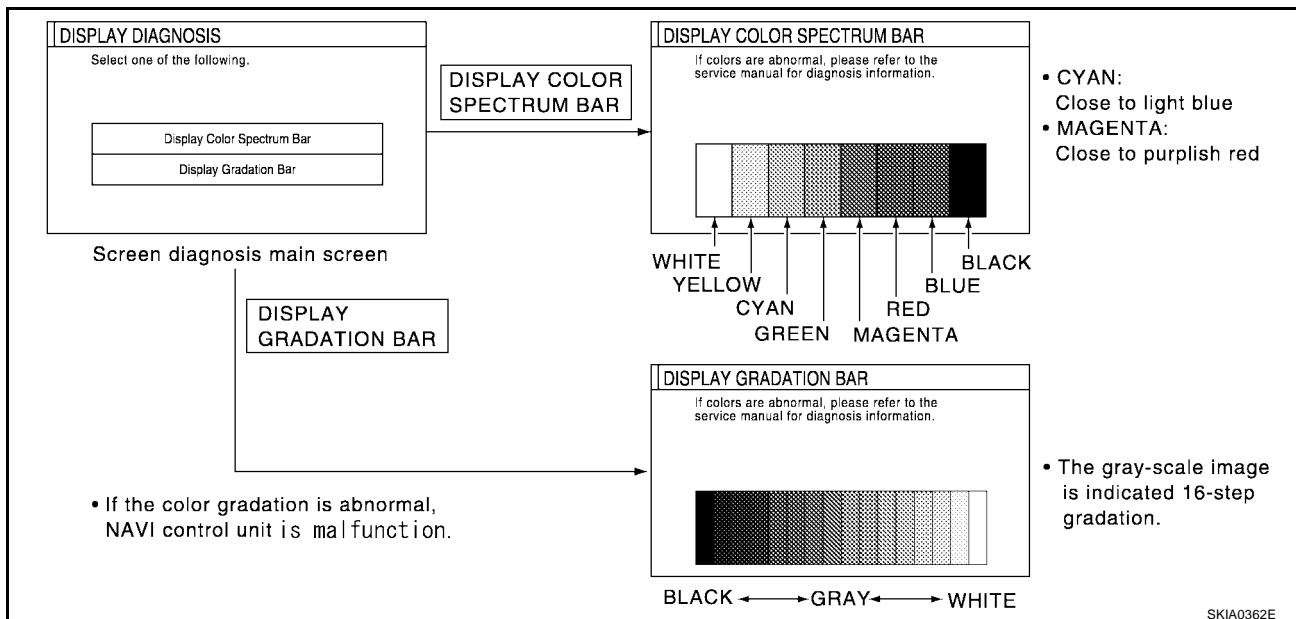 DISPLAY DIAGNOSIS
Select one of the following.
Display Color Spectrum Bar
Display Gradation Bar
Screen diagnosis main screen
DISPLAY COLOR
SPECTRUM BAR
DISPLAY COLOR SPECTRUM BAR
If colors are abnormal, please refer to the
service manual for diagnosis information.
WHITE
YELLOW
CYAN
GREEN
MAGENTA
RED
BLUE
BLACK
• CYAN:
Close to light blue
• MAGENTA:
Close to purplish red
DISPLAY
GRADATION BAR
• If the color gradation is abnormal,
NAVI control unit is malfunction.
DISPLAY GRADATION BAR
If colors are abnormal, please refer to the
service manual for diagnosis information.
BLACK ←→ GRAY ←→ WHITE
• The gray-scale image
is indicated 16-step
gradation.
SKIA0362E